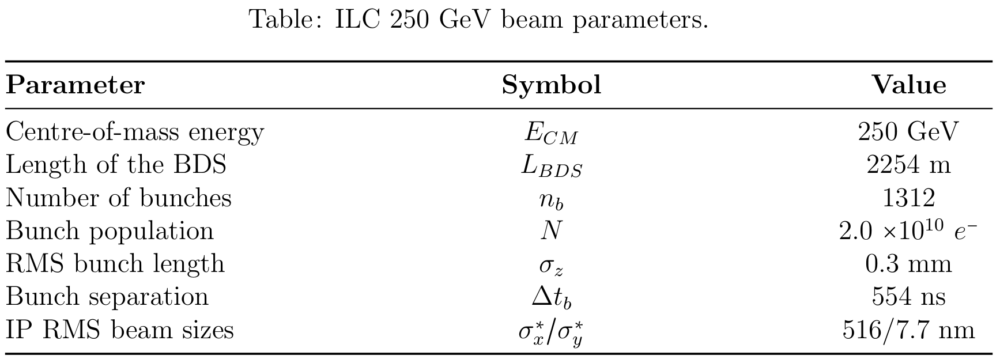 Table: ILC 250 GeV beam parameters.
Parameter Symbol Value
Centre-of-mass energy $E_{CM}$ 250 GeV
Length of the BDS $L_{BDS}$ 2254 m
Number of bunches $n_b$ 1312
Bunch population $N$ 2.0 ×10¹⁰ $e^-$
RMS bunch length $\sigma_z$ 0.3 mm
Bunch separation $\Delta t_b$ 554 ns
IP RMS beam sizes $\sigma_x^*/\sigma_y^*$ 516/7.7 nm